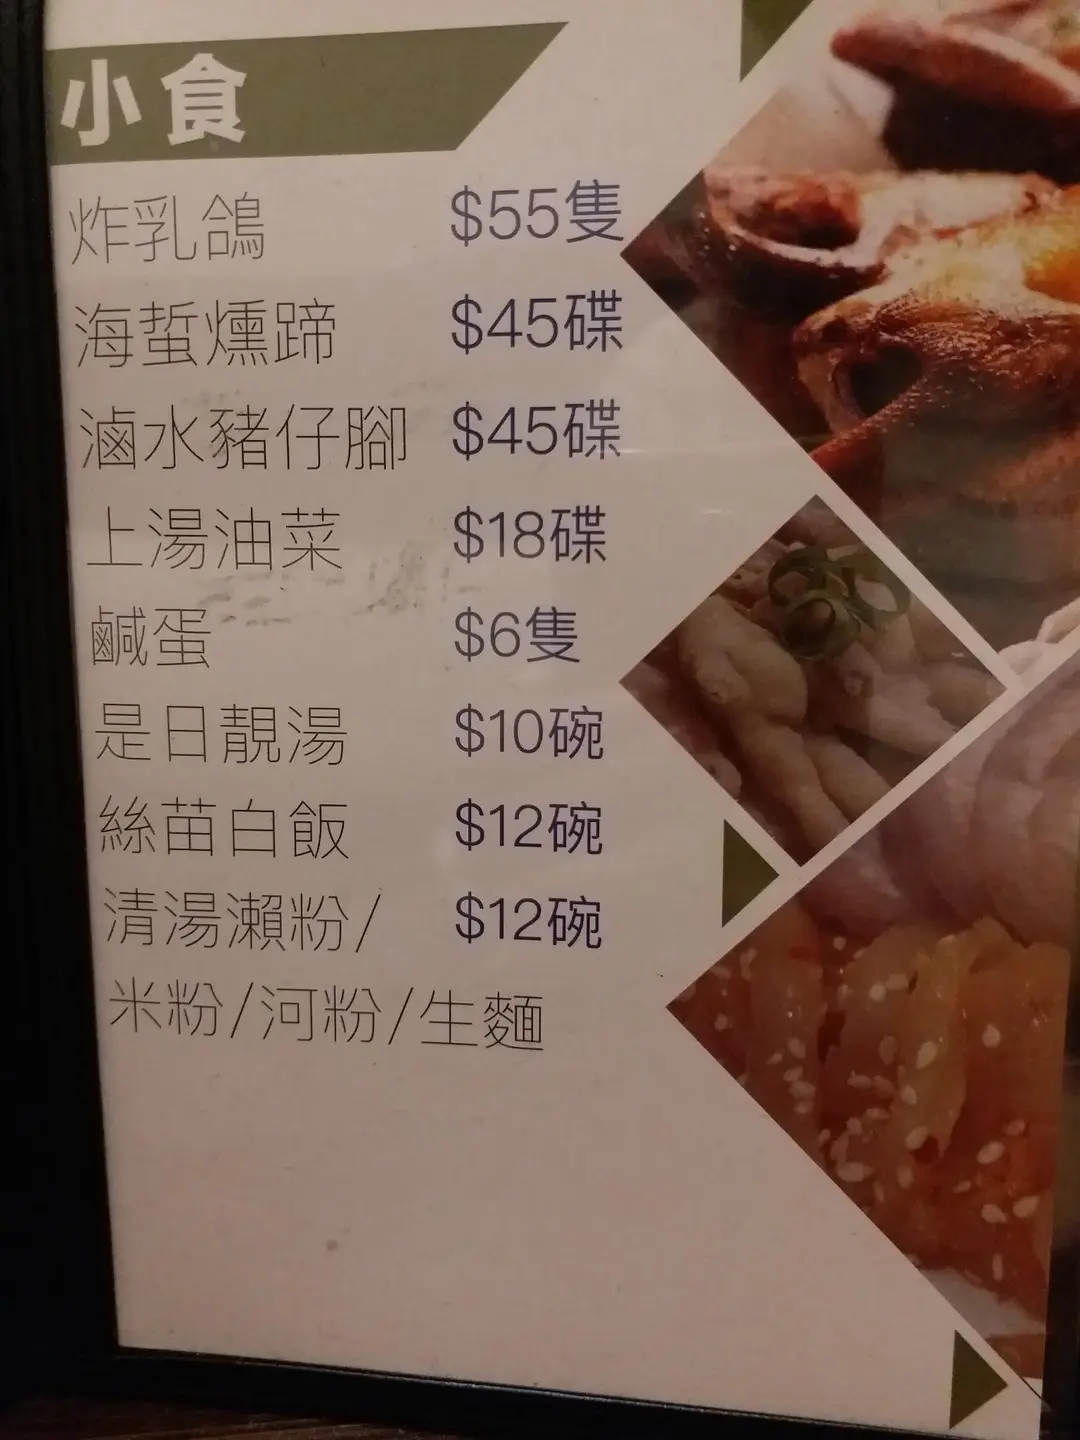 小食
炸乳鴿 $55隻
海蜇燻蹄 $45碟
滷水豬仔腳 $45碟
上湯油菜 $18碟
鹹蛋 $6隻
是日靚湯 $10碗
絲苗白飯 $12碗
清湯瀨粉/ $12碗
米粉/河粉/生麵